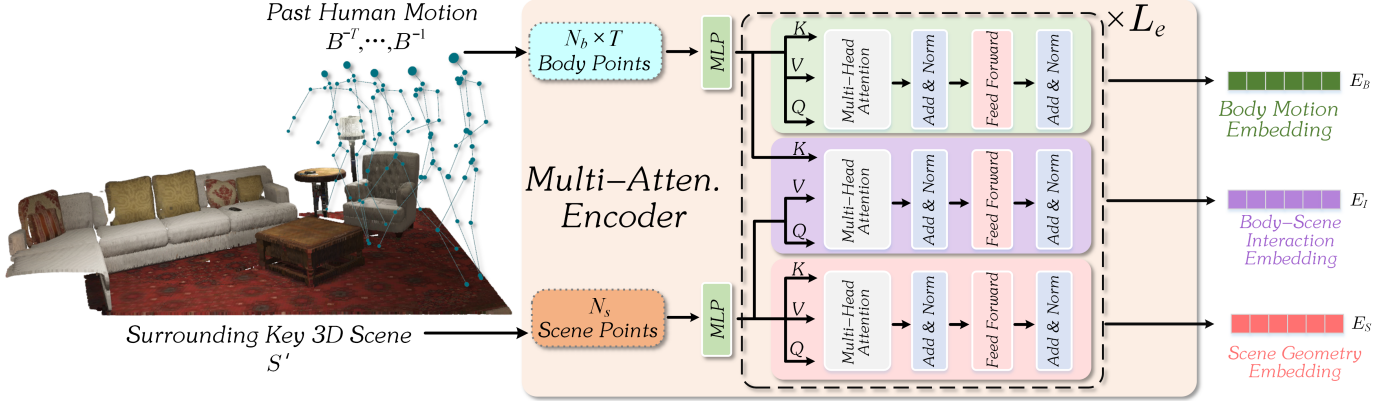 Past Human Motion
B⁻ᵀ,⋯,B⁻¹
N_b × T
Body Points
MLP
K
V
Q
Multi–Head
Attention
Add & Norm
Feed Forward
Add & Norm
×L_e
E_B
Body Motion
Embedding
Multi–Atten.
Encoder
K
V
Q
Multi–Head
Attention
Add & Norm
Feed Forward
Add & Norm
E_I
Body–Scene
Interaction
Embedding
Surrounding Key 3D Scene
S'
N_s
Scene Points
MLP
K
V
Q
Multi–Head
Attention
Add & Norm
Feed Forward
Add & Norm
E_S
Scene Geometry
Embedding